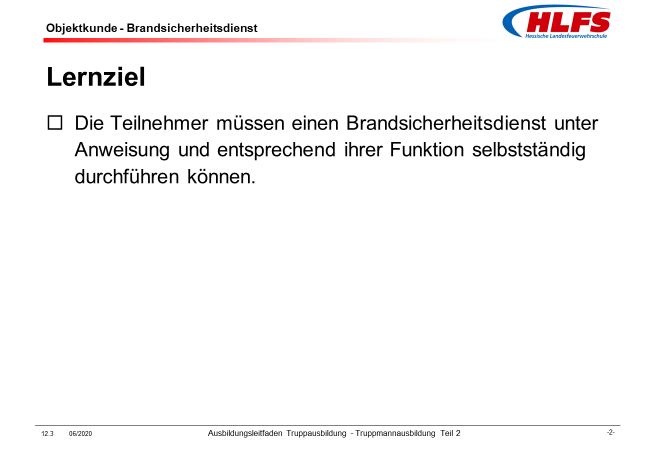 Objektkunde - Brandsicherheitsdienst
HLFS
Hessische Landesfeuerwehrschule
Lernziel
Die Teilnehmer müssen einen Brandsicherheitsdienst unter
Anweisung und entsprechend ihrer Funktion selbstständig
durchführen können.
12.3 06/2020 Ausbildungsleitfaden Truppausbildung - Truppmannausbildung Teil 2 -2-